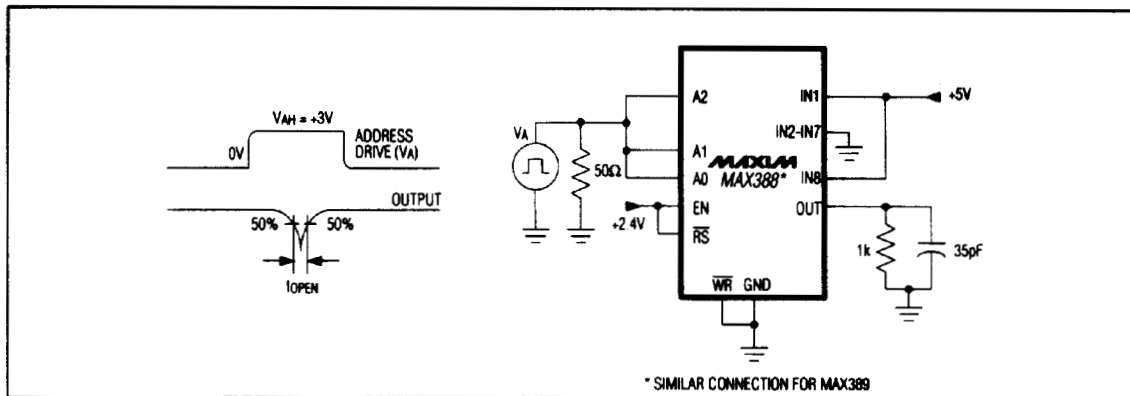 VAH = +3V
0V
ADDRESS
DRIVE (VA)
OUTPUT
50%
50%
tOPEN
VA
50Ω
+2.4V
A2
A1
A0
EN
RS
WR GND
MAXIM
MAX388*
IN1
IN2-IN7
IN8
OUT
+5V
1k
35pF
* SIMILAR CONNECTION FOR MAX389